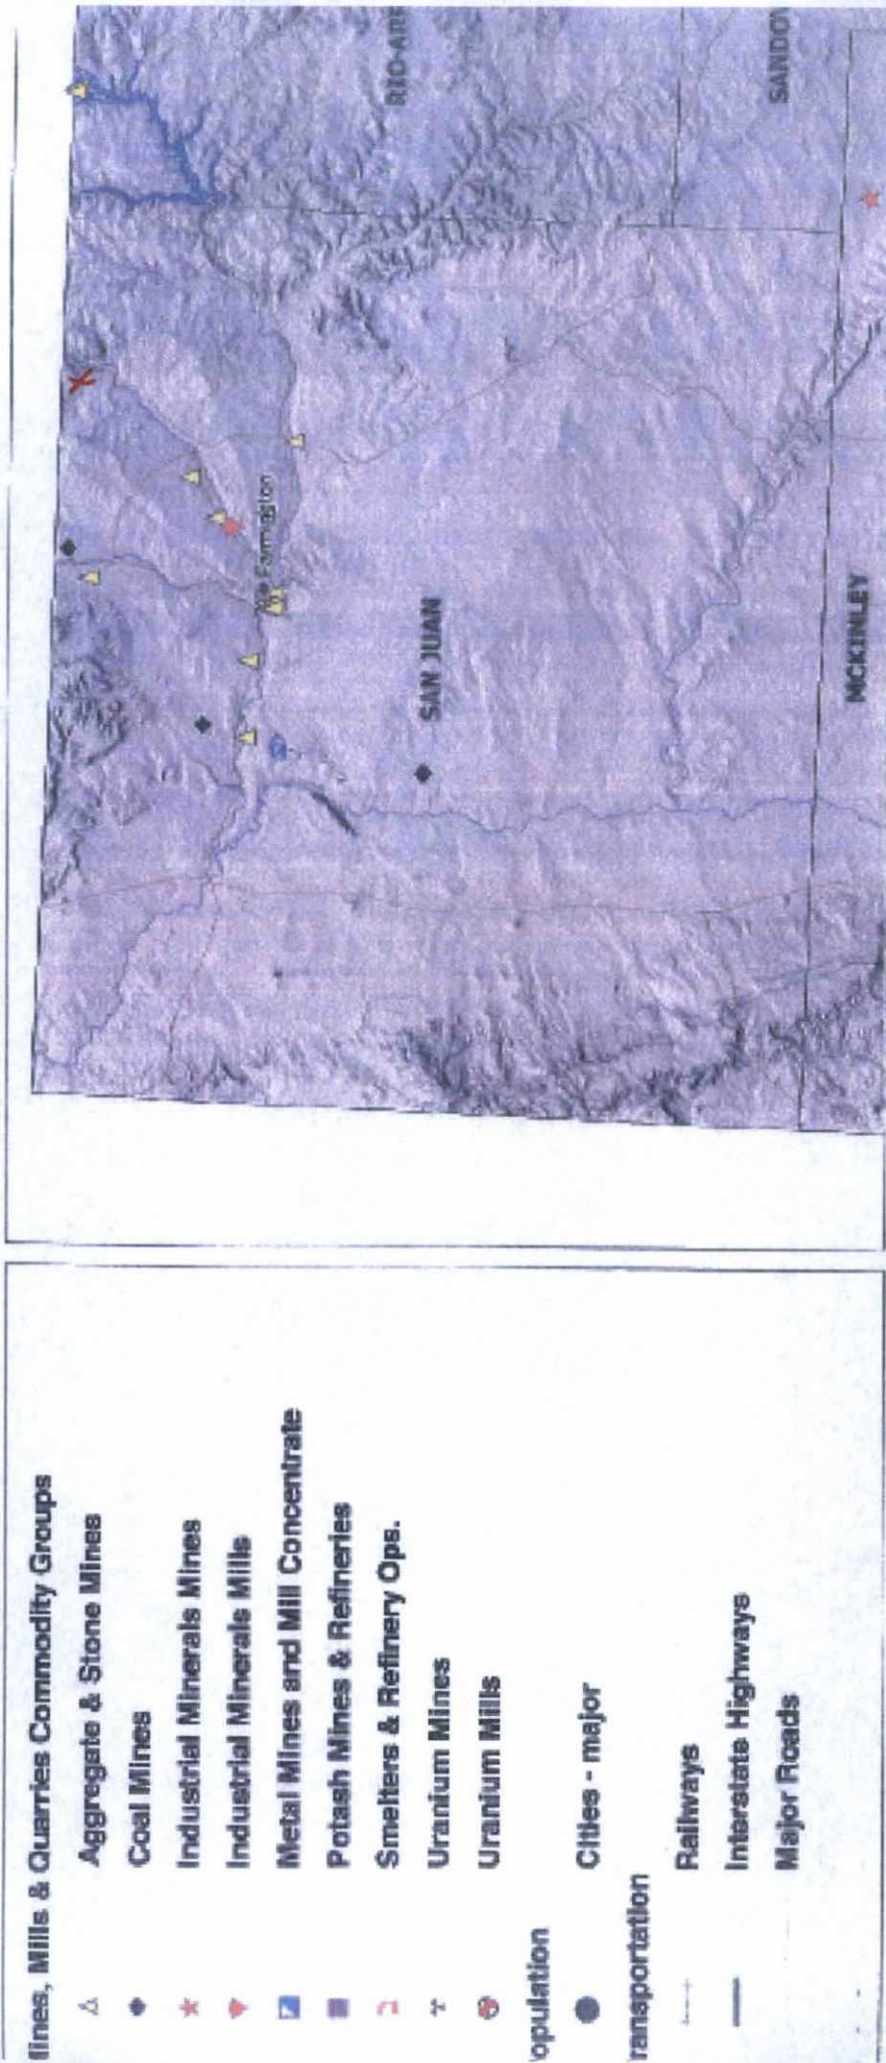 lines, Mills & Quarries Commodity Groups
Aggregate & Stone Mines
Coal Mines
Industrial Minerals Mines
Industrial Minerals Mills
Metal Mines and Mill Concentrate
Potash Mines & Refineries
Smelters & Refinery Ops.
Uranium Mines
Uranium Mills
opulation
Cities - major
ransportation
Railways
Interstate Highways
Major Roads
Farmington
SAN JUAN
MCKINLEY
RIO ARR
SANDOV